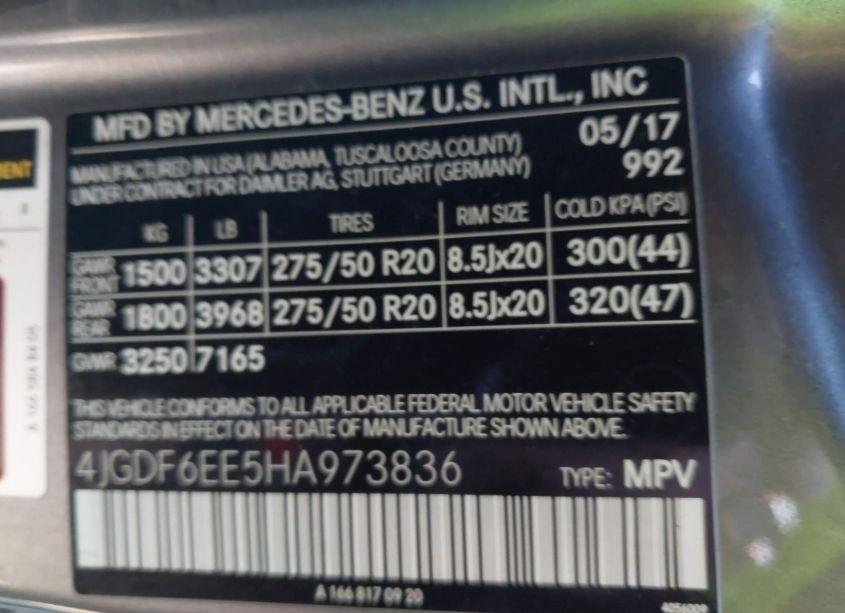 MFD BY MERCEDES-BENZ U.S. INTL., INC
MANUFACTURED IN USA (ALABAMA, TUSCALOOSA COUNTY) 05/17
UNDER CONTRACT FOR DAIMLER AG, STUTTGART (GERMANY) 992
KG LB TIRES RIM SIZE COLD KPA (PSI)
GAWR FRONT 1500 3307 275/50 R20 8.5Jx20 300(44)
GAWR REAR 1800 3968 275/50 R20 8.5Jx20 320(47)
GVWR 3250 7165
THIS VEHICLE CONFORMS TO ALL APPLICABLE FEDERAL MOTOR VEHICLE SAFETY
STANDARDS IN EFFECT ON THE DATE OF MANUFACTURE SHOWN ABOVE.
4JGDF6EE5HA973836 TYPE: MPV
A 166 817 09 20
4056009